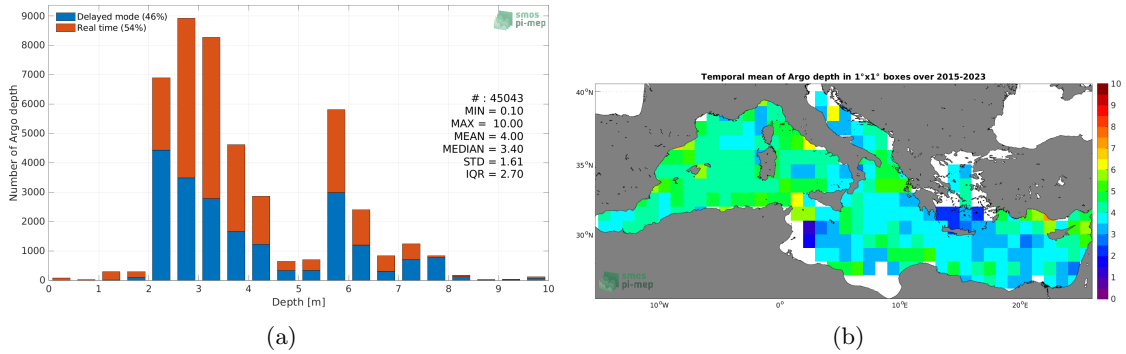 Delayed mode (46%)
Real time (54%)
smos
pi-mep
9000
8000
7000
6000
5000
4000
3000
2000
1000
0
Number of Argo depth
# : 45043
MIN = 0.10
MAX = 10.00
MEAN = 4.00
MEDIAN = 3.40
STD = 1.61
IQR = 2.70
0 1 2 3 4 5 6 7 8 9 10
Depth [m]
(a)
Temporal mean of Argo depth in 1°x1° boxes over 2015-2023
40°N
35°N
30°N
10°W 0° 10°E 20°E
smos
pi-mep
10
9
8
7
6
5
4
3
2
1
0
(b)